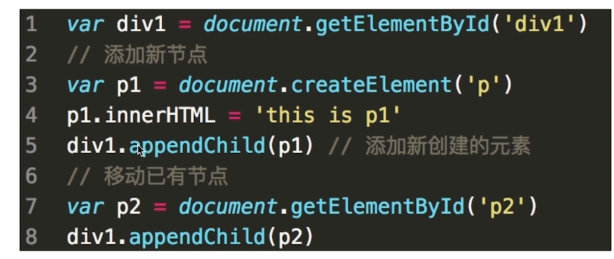 1 var div1 = document.getElementById('div1')
2 // 添加新节点
3 var p1 = document.createElement('p')
4 p1.innerHTML = 'this is p1'
5 div1.appendChild(p1) // 添加新创建的元素
6 // 移动已有节点
7 var p2 = document.getElementById('p2')
8 div1.appendChild(p2)